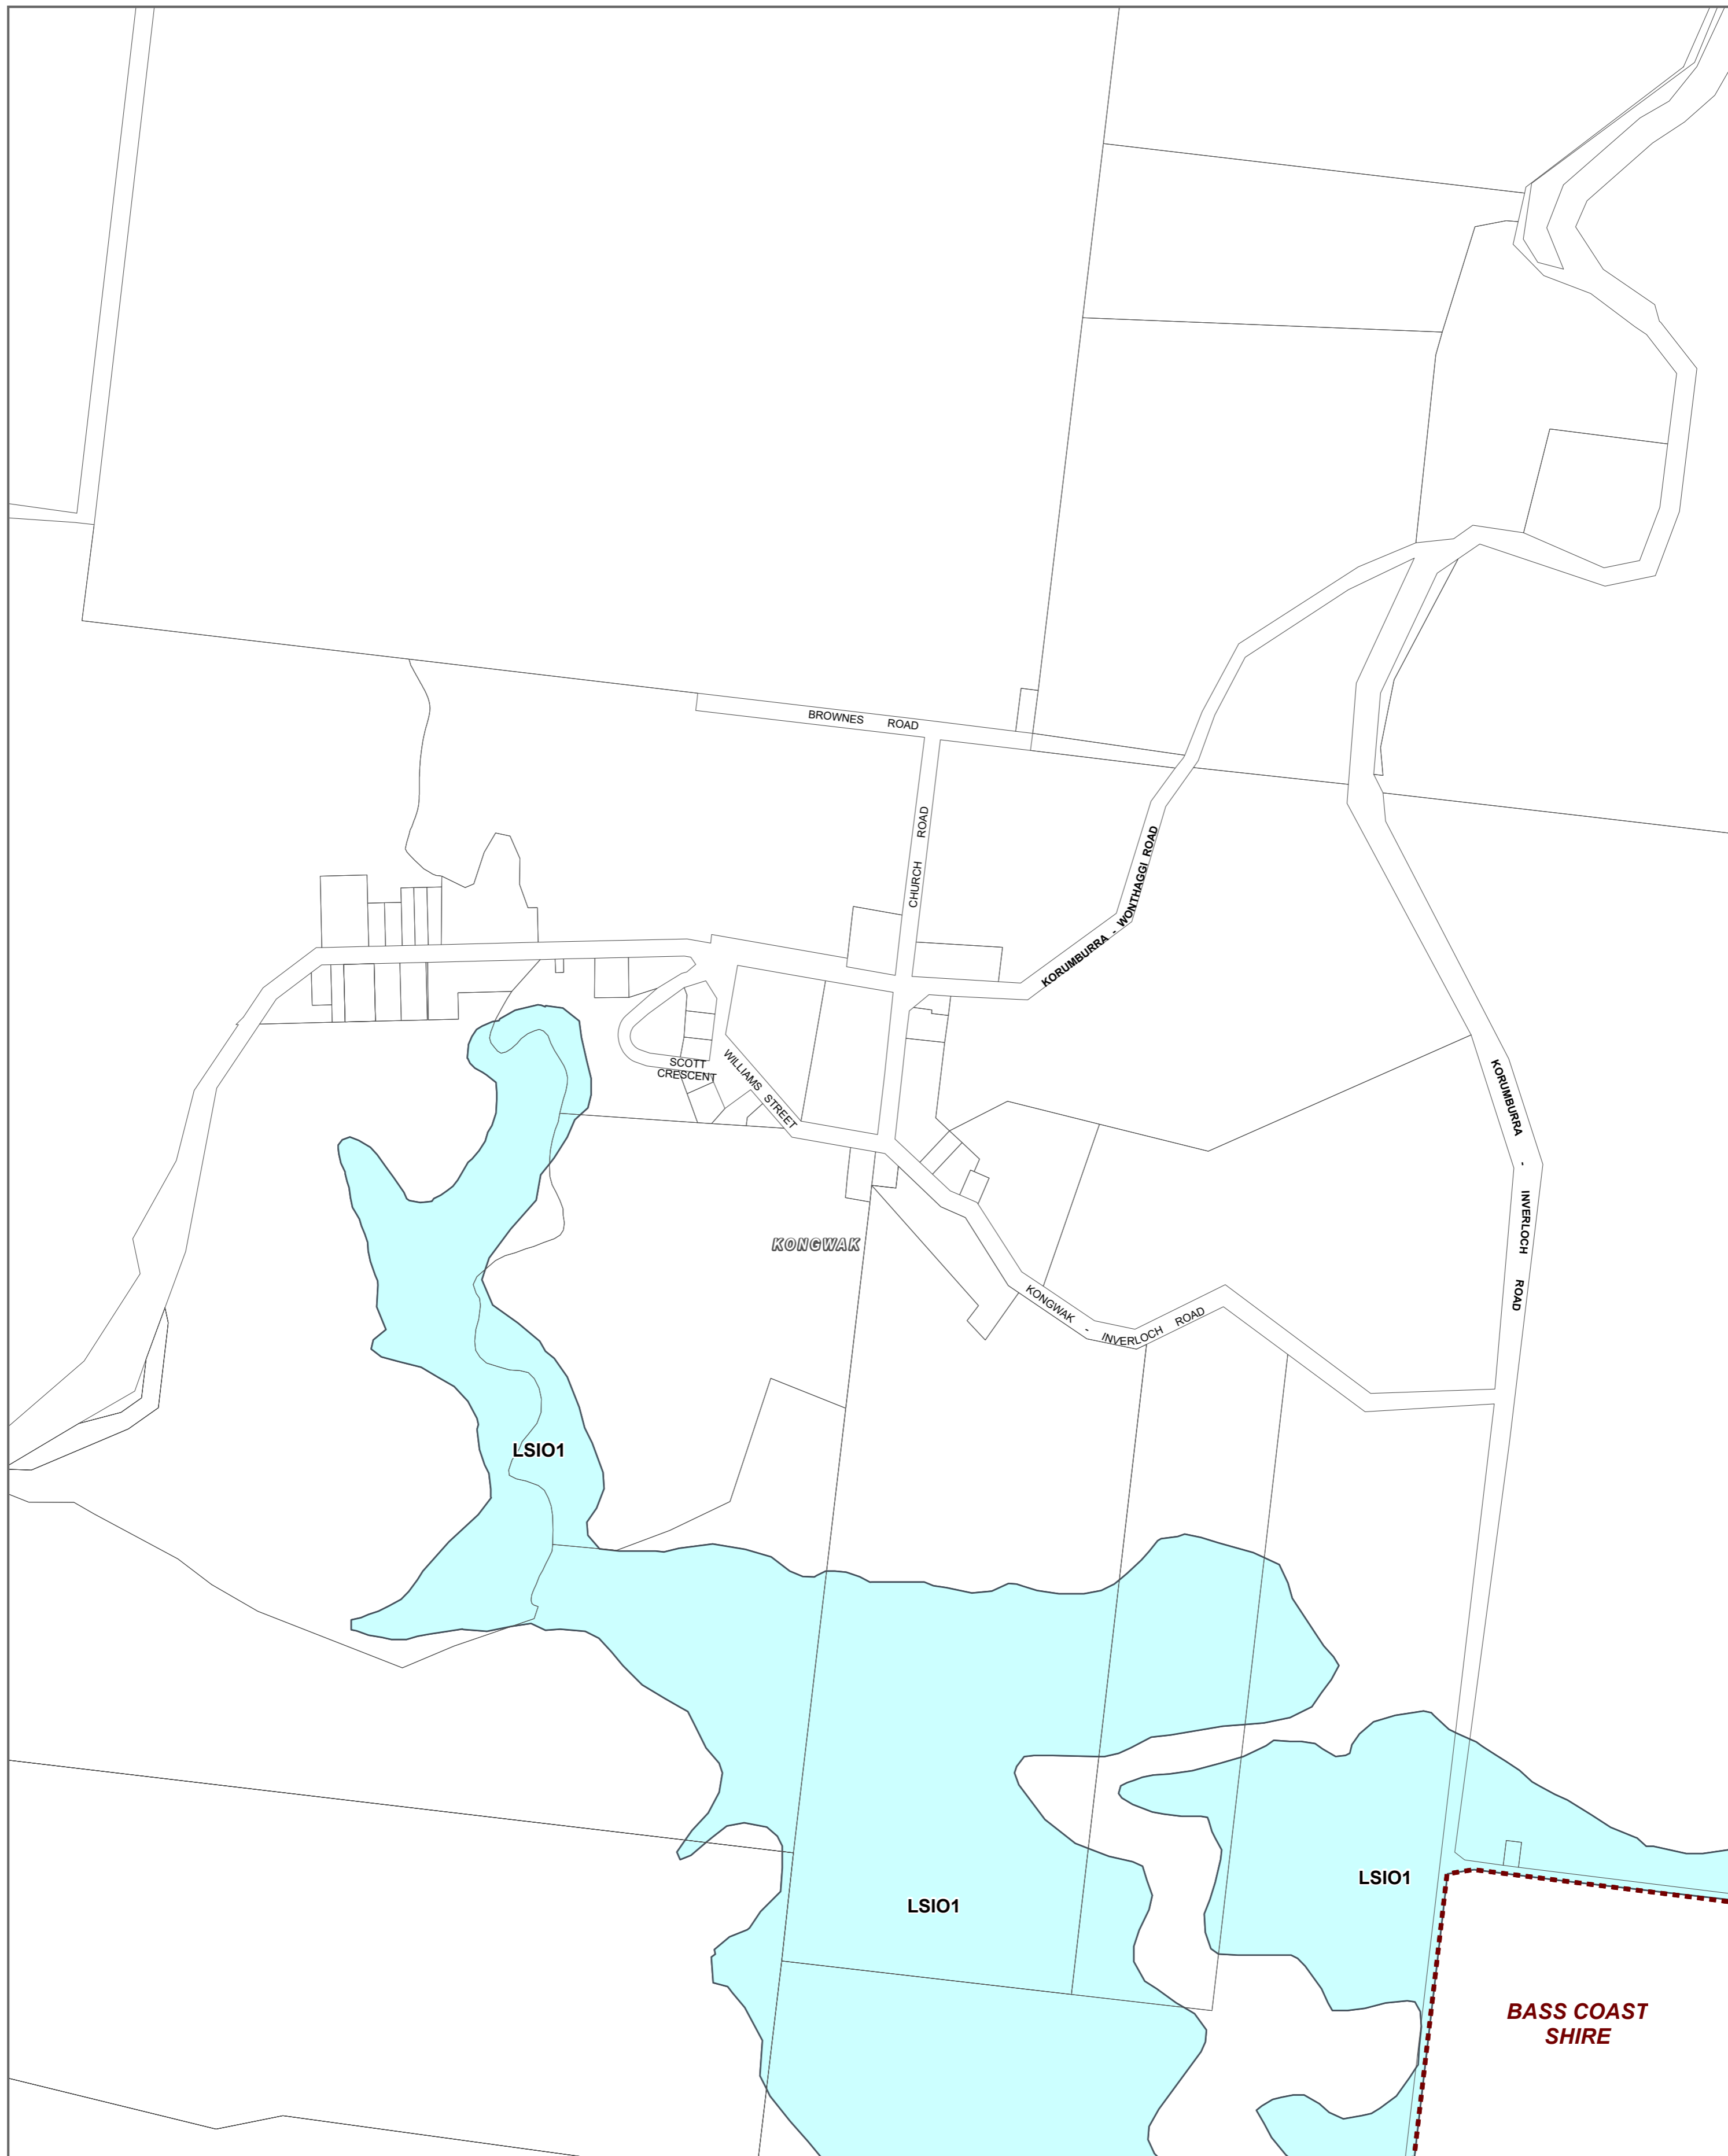 BROWNES ROAD
CHURCH ROAD
KORUMBURRA - WONTHAGGI ROAD
SCOTT
CRESCENT
WILLIAMS STREET
KORUMBURRA - INVERLOCH ROAD
KONGWAK
KONGWAK - INVERLOCH ROAD
LSIO1
LSIO1
LSIO1
BASS COAST
SHIRE